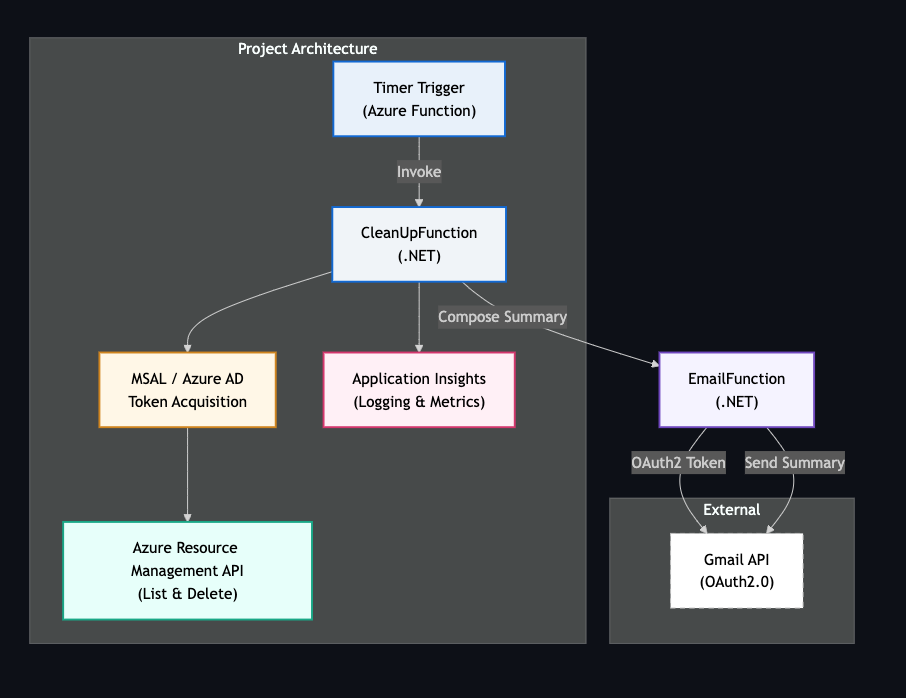 Project Architecture
Timer Trigger
(Azure Function)
Invoke
CleanUpFunction
(.NET)
Compose Summary
MSAL / Azure AD
Token Acquisition
Application Insights
(Logging & Metrics)
EmailFunction
(.NET)
OAuth2 Token
Send Summary
External
Azure Resource
Management API
(List & Delete)
Gmail API
(OAuth2.0)